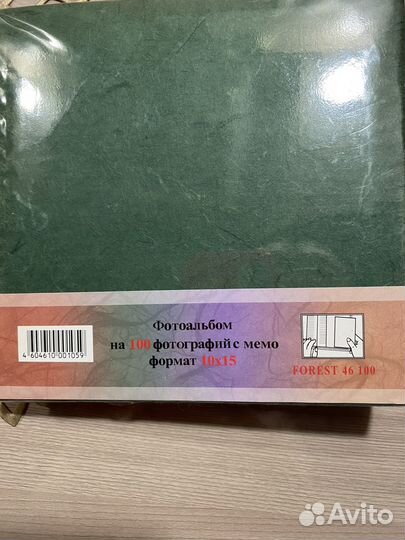 Фотоальбом
на 100 фотографий с мемо
формат 10х15
4 604610 001059
FOREST 46 100
Avito